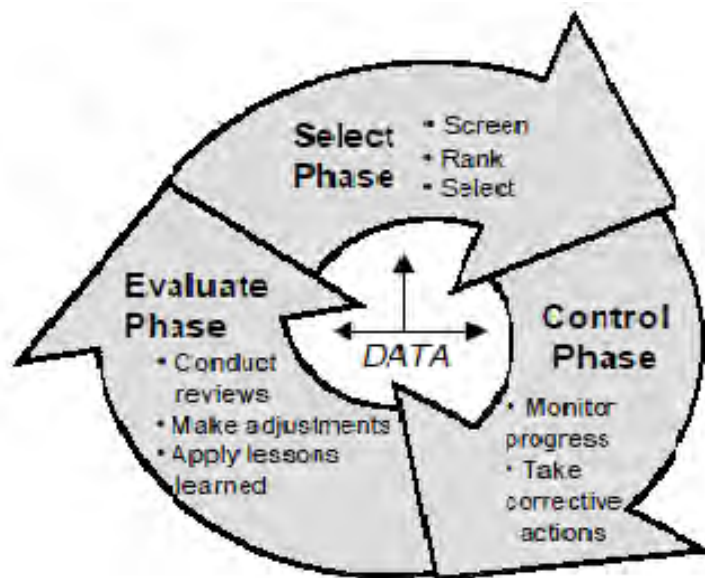 Select
Phase
• Screen
• Rank
• Select
Evaluate
Phase
• Conduct
reviews
• Make adjustments
• Apply lessons
learned
DATA
Control
Phase
• Monitor
progress
• Take
corrective
actions